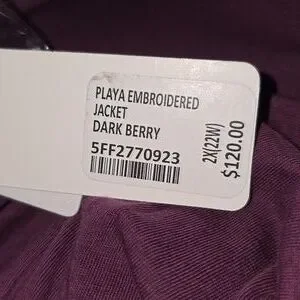 PLAYA EMBROIDERED
JACKET
DARK BERRY
5FF2770923
2X(22W)
$120.00